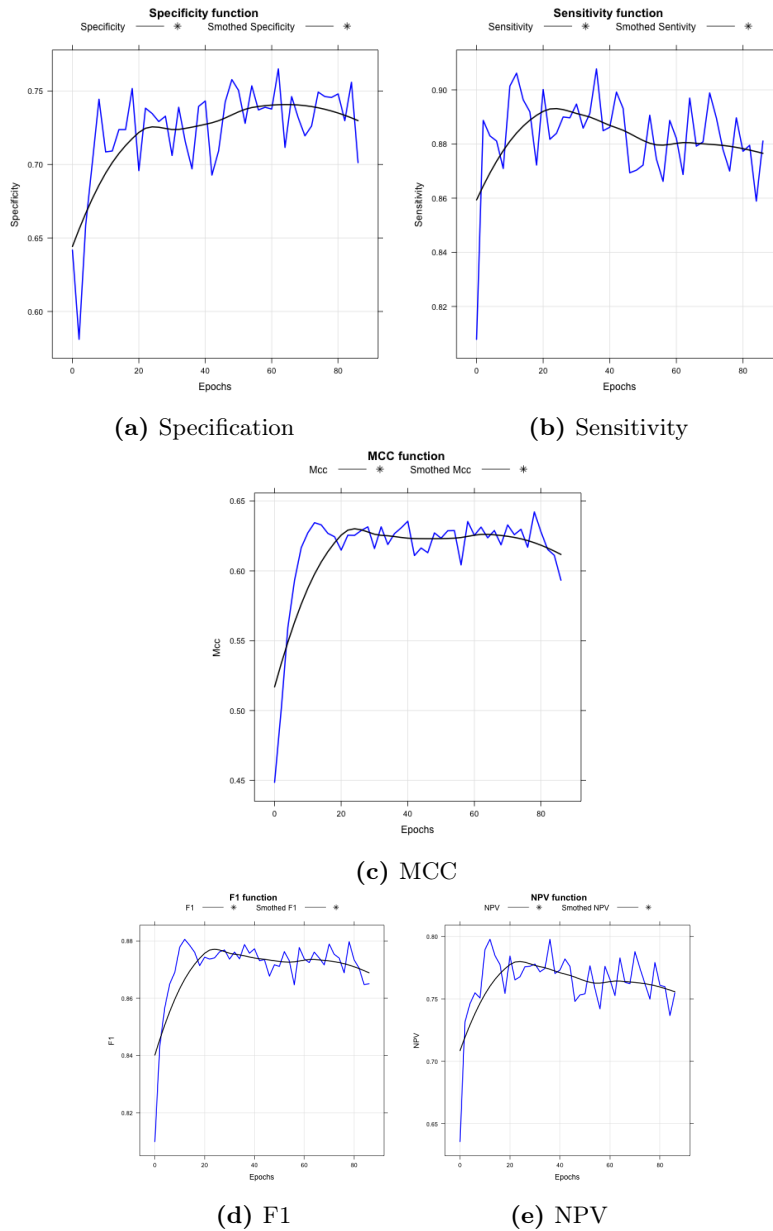 Specificity function
Specificity ✳ Smothed Specificity ✳
0.75
0.70
0.65
0.60
Specificity
0 20 40 60 80
Epochs
(a) Specification
Sensitivity function
Sensitivity ✳ Smothed Sentivity ✳
0.90
0.88
0.86
0.84
0.82
Sensitivity
0 20 40 60 80
Epochs
(b) Sensitivity
MCC function
Mcc ✳ Smothed Mcc ✳
0.65
0.60
0.55
0.50
0.45
Mcc
0 20 40 60 80
Epochs
(c) MCC
F1 function
F1 ✳ Smothed F1 ✳
0.88
0.86
0.84
0.82
F1
0 20 40 60 80
Epochs
(d) F1
NPV function
NPV ✳ Smothed NPV ✳
0.80
0.75
0.70
0.65
NPV
0 20 40 60 80
Epochs
(e) NPV